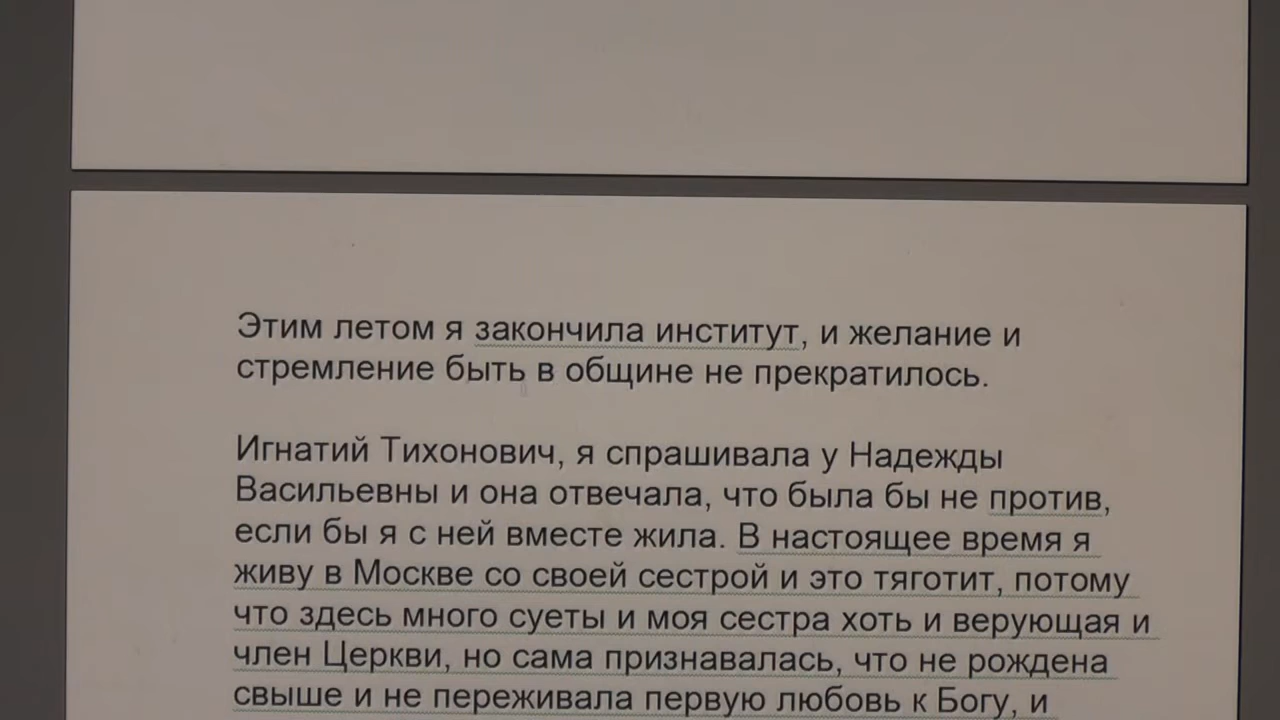 Этим летом я закончила институт, и желание и
стремление быть в общине не прекратилось.
Игнатий Тихонович, я спрашивала у Надежды
Васильевны и она отвечала, что была бы не против,
если бы я с ней вместе жила. В настоящее время я
живу в Москве со своей сестрой и это тяготит, потому
что здесь много суеты и моя сестра хоть и верующая и
член Церкви, но сама признавалась, что не рождена
свыше и не переживала первую любовь к Богу, и